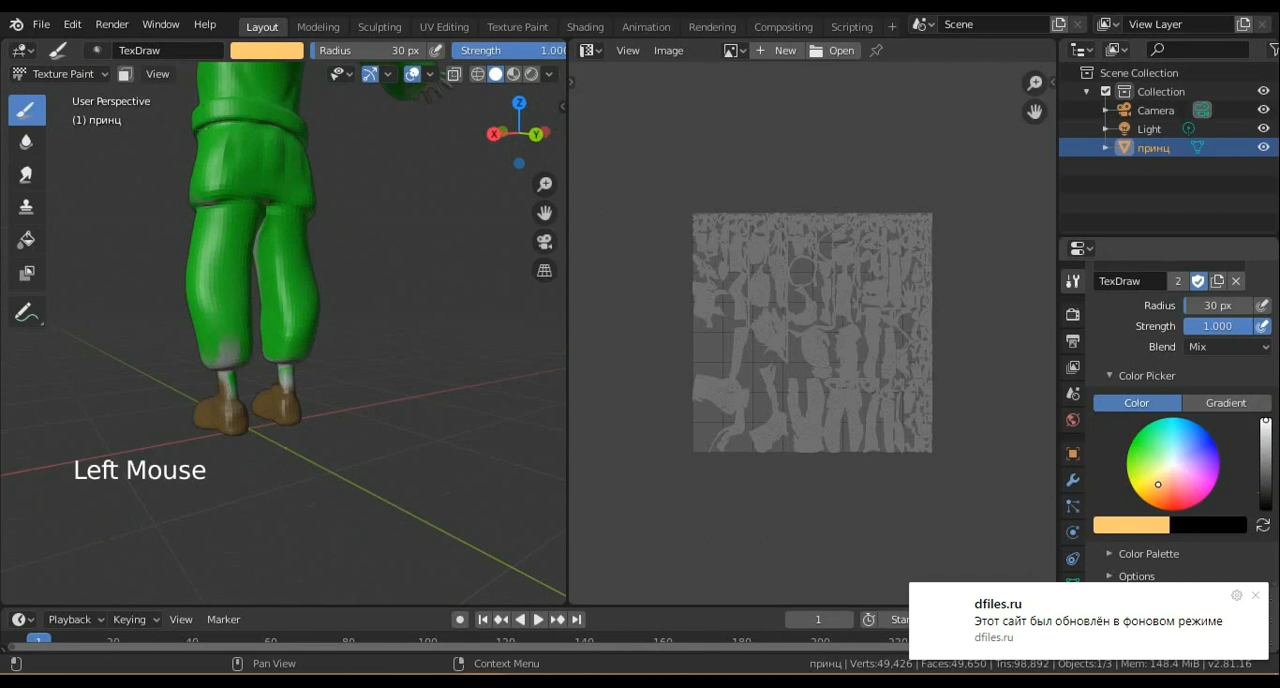 File Edit Render Window Help Layout Modeling Sculpting UV Editing Texture Paint Shading Animation Rendering Compositing Scripting + Scene View Layer
TexDraw Radius 30 px Strength 1.00 View Image New Open
Texture Paint View
User Perspective
(1) принц
Z
X Y
Scene Collection
Collection
Camera
Light
принц
TexDraw 2
Radius 30 px
Strength 1.000
Blend Mix
Color Picker
Color Gradient
Left Mouse
Color Palette
Options
dfiles.ru
Этот сайт был обновлён в фоновом режиме
dfiles.ru
Playback Keying View Marker 1 Star
1
Pan View Context Menu принц | Verts:49,426 | Faces:49,650 | Tris:98,892 | Objects:1/3 | Mem: 148.4 MiB | v2.81.16